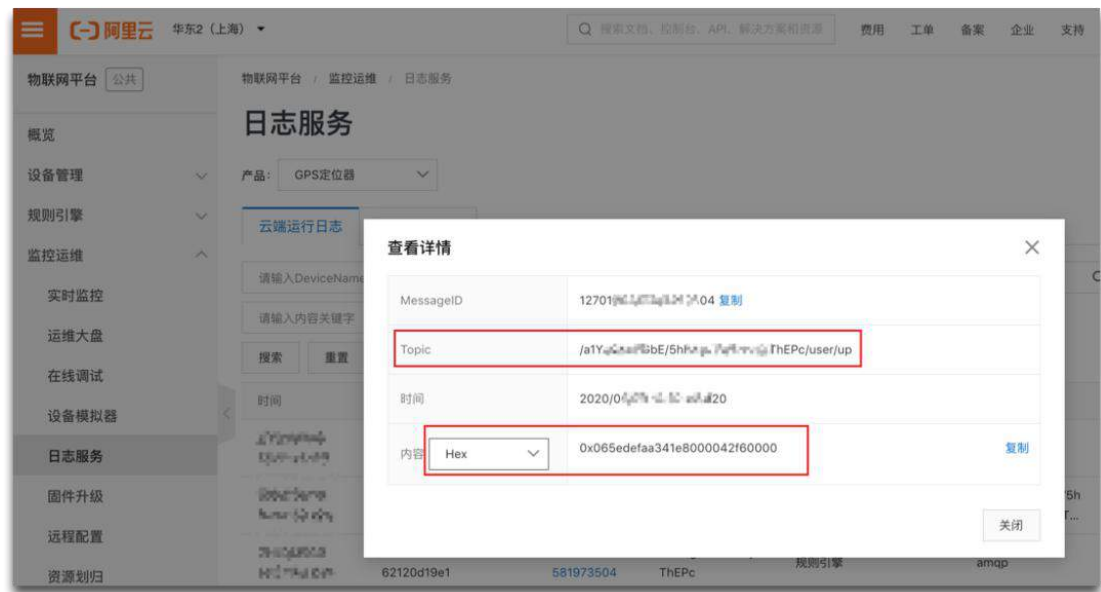 阿里云 华东2（上海） 搜索文档、控制台、API、解决方案和资源 费用 工单 备案 企业 支持
物联网平台 公共
物联网平台 / 监控运维 / 日志服务
日志服务
概览
设备管理
产品： GPS定位器
规则引擎
云端运行日志
监控运维
请输入DeviceName
实时监控
请输入内容关键字
运维大盘
搜索 重置
在线调试
时间
设备模拟器
日志服务
固件升级
远程配置
资源划归
查看详情
MessageID 12701 04 复制
Topic /a1Y bE/5h ThEPc/user/up
时间 2020/0 20
内容 Hex 0x065edefaa341e8000042f60000 复制
关闭
5h
T...
62120d19e1 581973504 ThEPc 规则引擎 amqp